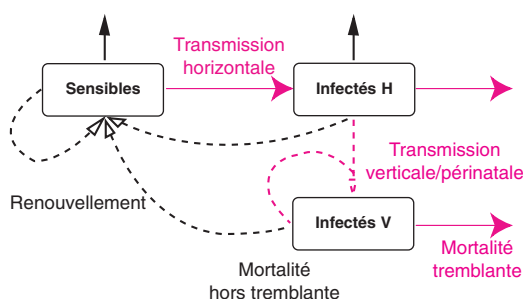 Transmission
horizontale
Sensibles
Infectés H
Transmission
verticale/périnatale
Renouvellement
Infectés V
Mortalité
tremblante
Mortalité
hors tremblante